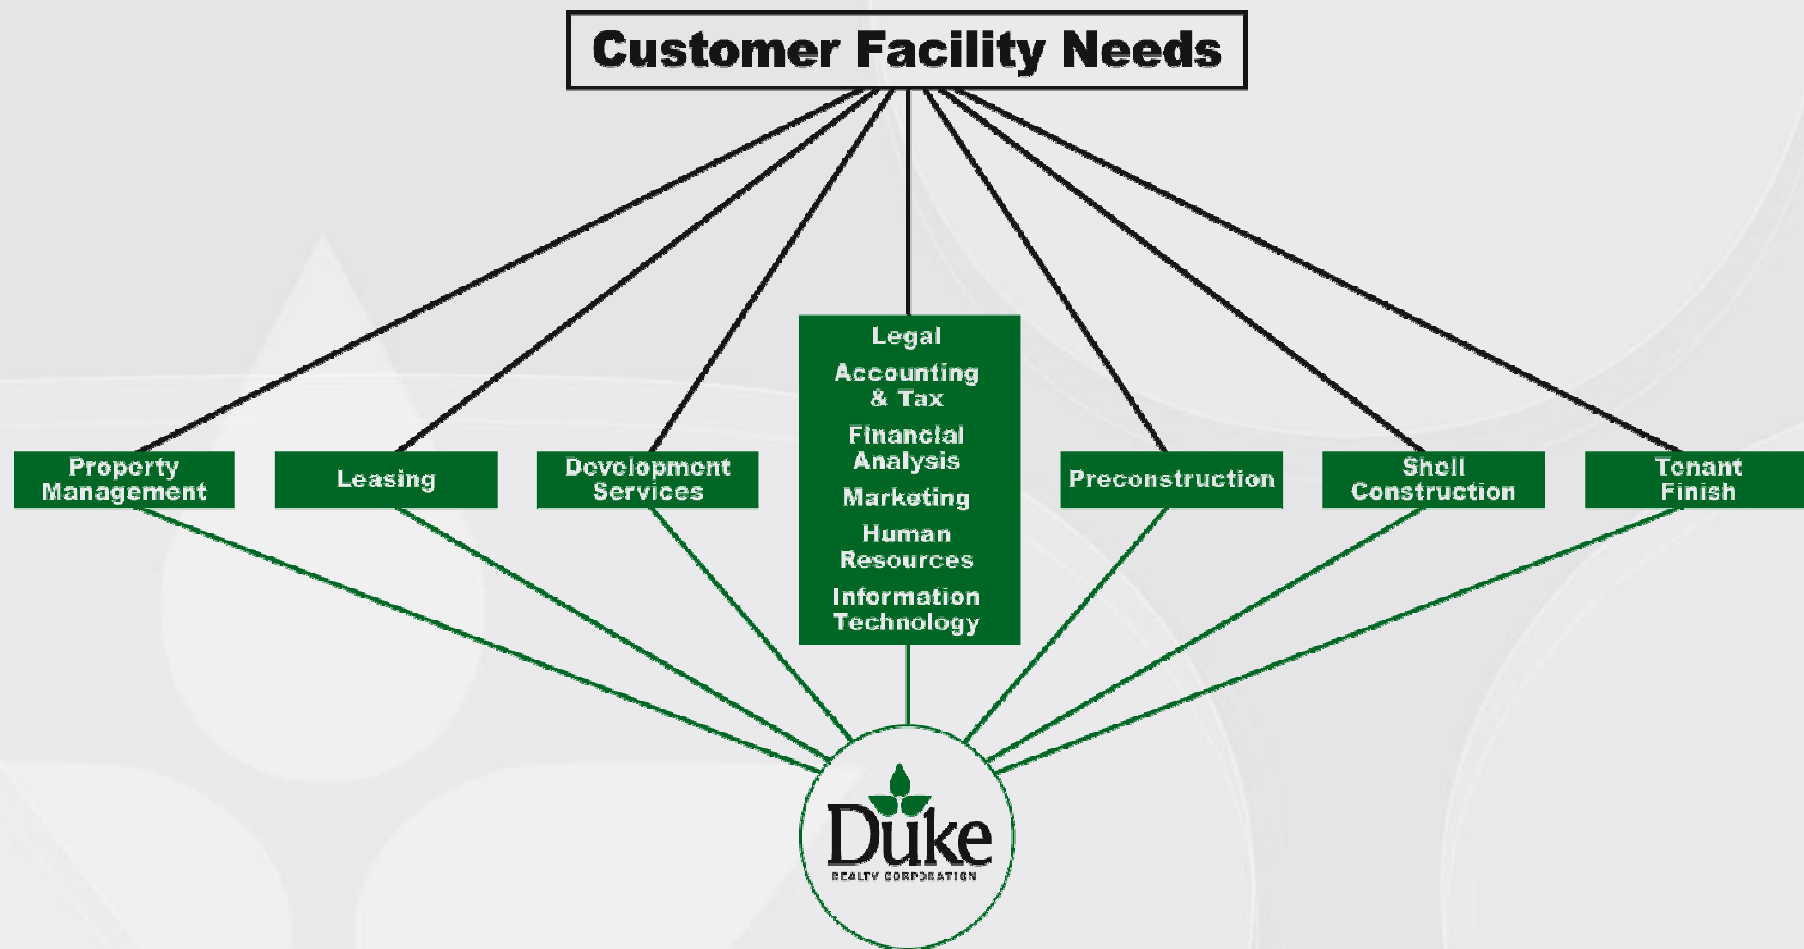 Customer Facility Needs
Legal
Accounting
& Tax
Financial
Analysis
Marketing
Human
Resources
Information
Technology
Property
Management
Leasing
Development
Services
Preconstruction
Shell
Construction
Tenant
Finish
Duke
REALTY CORPORATION